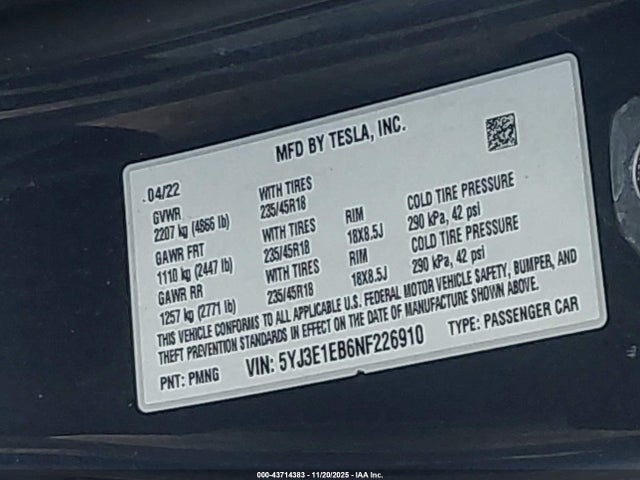 MFD BY TESLA, INC.
04/22
GVWR WITH TIRES
2207 kg (4866 lb) 235/45R18 RIM COLD TIRE PRESSURE
GAWR FRT WITH TIRES 18X8.5J 290 kPa, 42 psi
1110 kg (2447 lb) 235/45R18 RIM COLD TIRE PRESSURE
GAWR RR WITH TIRES 18X8.5J 290 kPa, 42 psi
1257 kg (2771 lb) 235/45R18
THIS VEHICLE CONFORMS TO ALL APPLICABLE U.S. FEDERAL MOTOR VEHICLE SAFETY, BUMPER, AND
THEFT PREVENTION STANDARDS IN EFFECT ON THE DATE OF MANUFACTURE SHOWN ABOVE.
PNT: PMNG VIN: 5YJ3E1EB6NF226910 TYPE: PASSENGER CAR
000-43714383 - 11/20/2025 - IAA Inc.